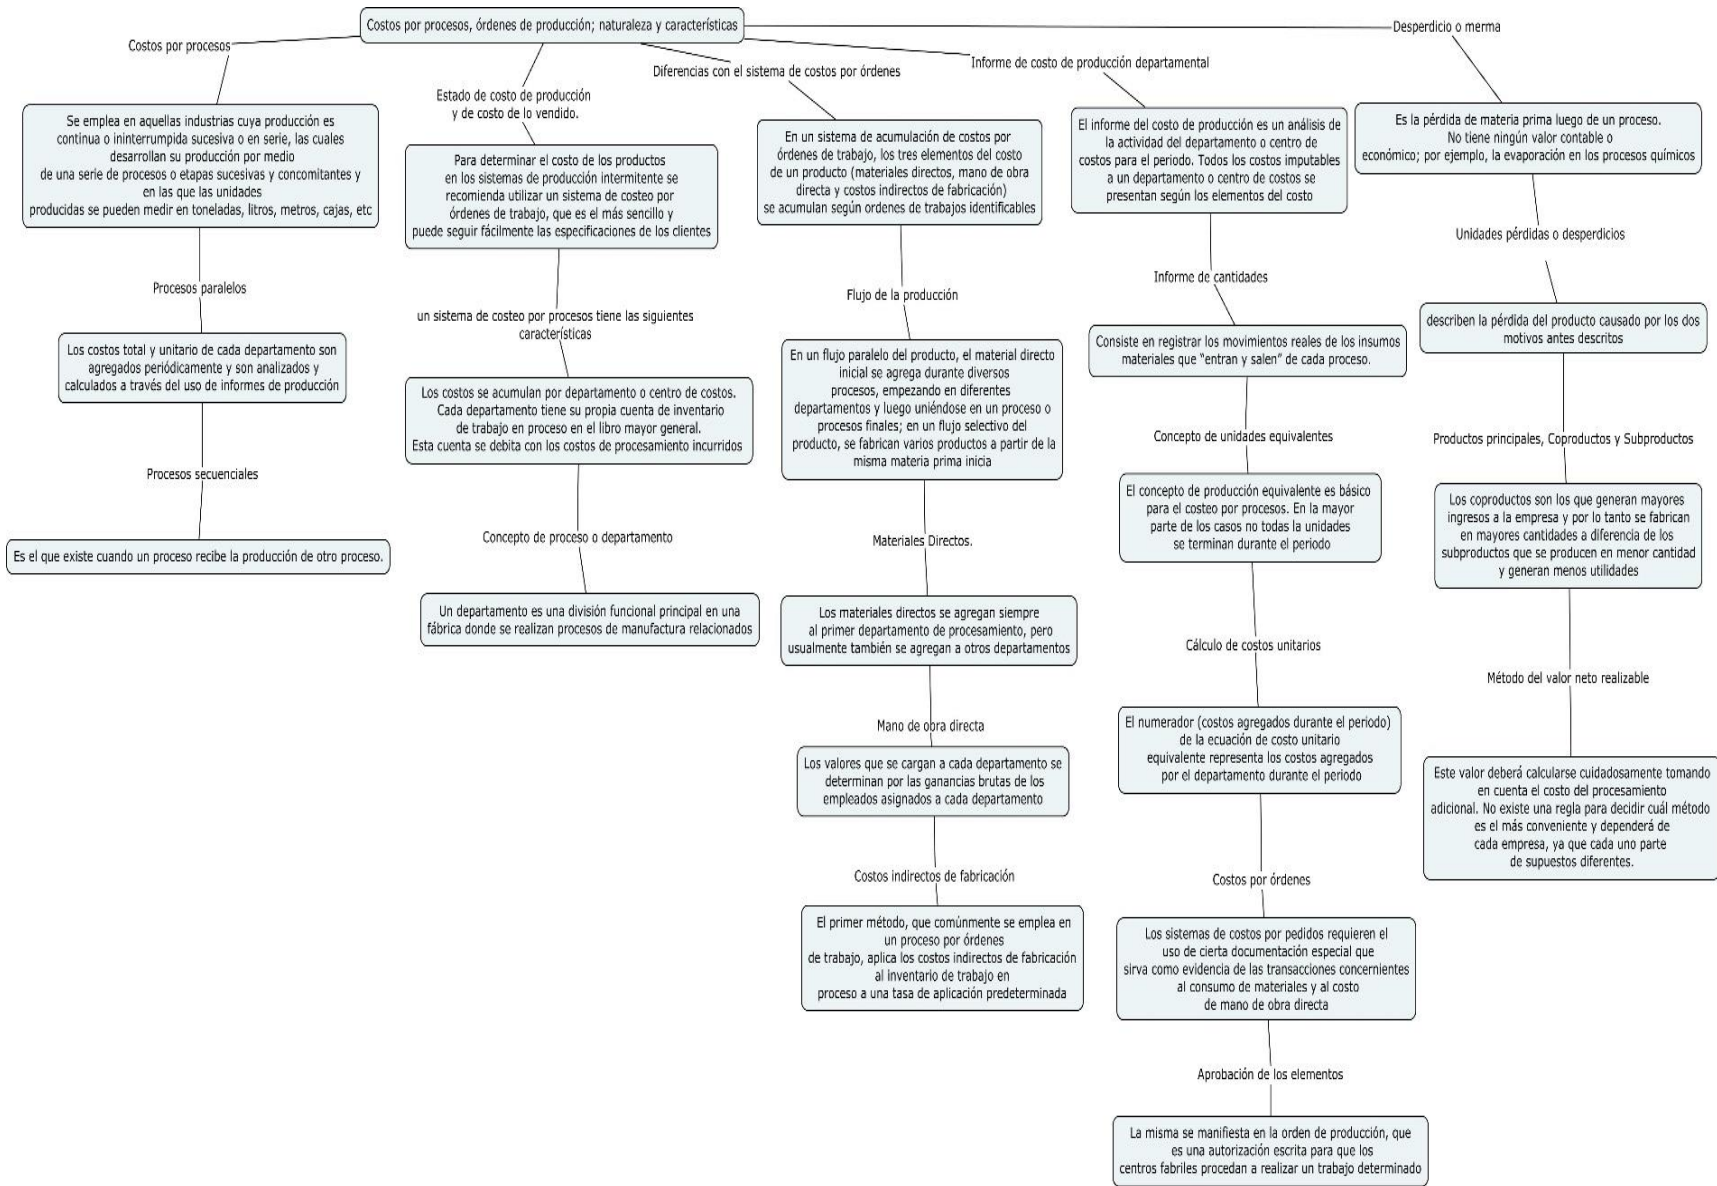 Costos por procesos, órdenes de producción; naturaleza y características
Costos por procesos
Se emplea en aquellas industrias cuya producción es
continua o ininterrumpida sucesiva o en serie, las cuales
desarrollan su producción por medio
de una serie de procesos o etapas sucesivas y concomitantes y
en las que las unidades
producidas se pueden medir en toneladas, litros, metros, cajas, etc
Procesos paralelos
Los costos total y unitario de cada departamento son
agregados periódicamente y son analizados y
calculados a través del uso de informes de producción
Procesos secuenciales
Es el que existe cuando un proceso recibe la producción de otro proceso.
Estado de costo de producción
y de costo de lo vendido.
Para determinar el costo de los productos
en los sistemas de producción intermitente se
recomienda utilizar un sistema de costeo por
órdenes de trabajo, que es el más sencillo y
puede seguir fácilmente las especificaciones de los clientes
un sistema de costeo por procesos tiene las siguientes
características
Los costos se acumulan por departamento o centro de costos.
Cada departamento tiene su propia cuenta de inventario
de trabajo en proceso en el libro mayor general.
Esta cuenta se debita con los costos de procesamiento incurridos
Concepto de proceso o departamento
Un departamento es una división funcional principal en una
fábrica donde se realizan procesos de manufactura relacionados
Diferencias con el sistema de costos por órdenes
En un sistema de acumulación de costos por
órdenes de trabajo, los tres elementos del costo
de un producto (materiales directos, mano de obra
directa y costos indirectos de fabricación)
se acumulan según ordenes de trabajos identificables
Flujo de la producción
En un flujo paralelo del producto, el material directo
inicial se agrega durante diversos
procesos, empezando en diferentes
departamentos y luego uniéndose en un proceso o
procesos finales; en un flujo selectivo del
producto, se fabrican varios productos a partir de la
misma materia prima inicia
Materiales Directos.
Los materiales directos se agregan siempre
al primer departamento de procesamiento, pero
usualmente también se agregan a otros departamentos
Mano de obra directa
Los valores que se cargan a cada departamento se
determinan por las ganancias brutas de los
empleados asignados a cada departamento
Costos indirectos de fabricación
El primer método, que comúnmente se emplea en
un proceso por órdenes
de trabajo, aplica los costos indirectos de fabricación
al inventario de trabajo en
proceso a una tasa de aplicación predeterminada
Informe de costo de producción departamental
El informe del costo de producción es un análisis de
la actividad del departamento o centro de
costos para el periodo. Todos los costos imputables
a un departamento o centro de costos se
presentan según los elementos del costo
Informe de cantidades
Consiste en registrar los movimientos reales de los insumos
materiales que "entran y salen" de cada proceso.
Concepto de unidades equivalentes
El concepto de producción equivalente es básico
para el costeo por procesos. En la mayor
parte de los casos no todas la unidades
se terminan durante el periodo
Cálculo de costos unitarios
El numerador (costos agregados durante el periodo)
de la ecuación de costo unitario
equivalente representa los costos agregados
por el departamento durante el periodo
Costos por órdenes
Los sistemas de costos por pedidos requieren el
uso de cierta documentación especial que
sirva como evidencia de las transacciones concernientes
al consumo de materiales y al costo
de mano de obra directa
Aprobación de los elementos
La misma se manifiesta en la orden de producción, que
es una autorización escrita para que los
centros fabriles procedan a realizar un trabajo determinado
Desperdicio o merma
Es la pérdida de materia prima luego de un proceso.
No tiene ningún valor contable o
económico; por ejemplo, la evaporación en los procesos químicos
Unidades pérdidas o desperdicios
describen la pérdida del producto causado por los dos
motivos antes descritos
Productos principales, Coproductos y Subproductos
Los coproductos son los que generan mayores
ingresos a la empresa y por lo tanto se fabrican
en mayores cantidades a diferencia de los
subproductos que se producen en menor cantidad
y generan menos utilidades
Método del valor neto realizable
Este valor deberá calcularse cuidadosamente tomando
en cuenta el costo del procesamiento
adicional. No existe una regla para decidir cuál método
es el más conveniente y dependerá de
cada empresa, ya que cada uno parte
de supuestos diferentes.